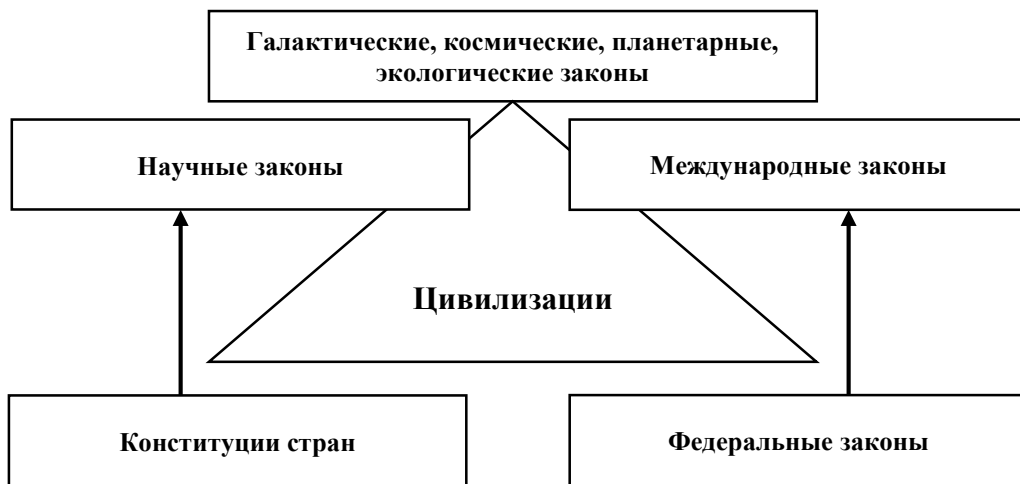 Галактические, космические, планетарные,
экологические законы
Научные законы
Международные законы
Цивилизации
Конституции стран
Федеральные законы